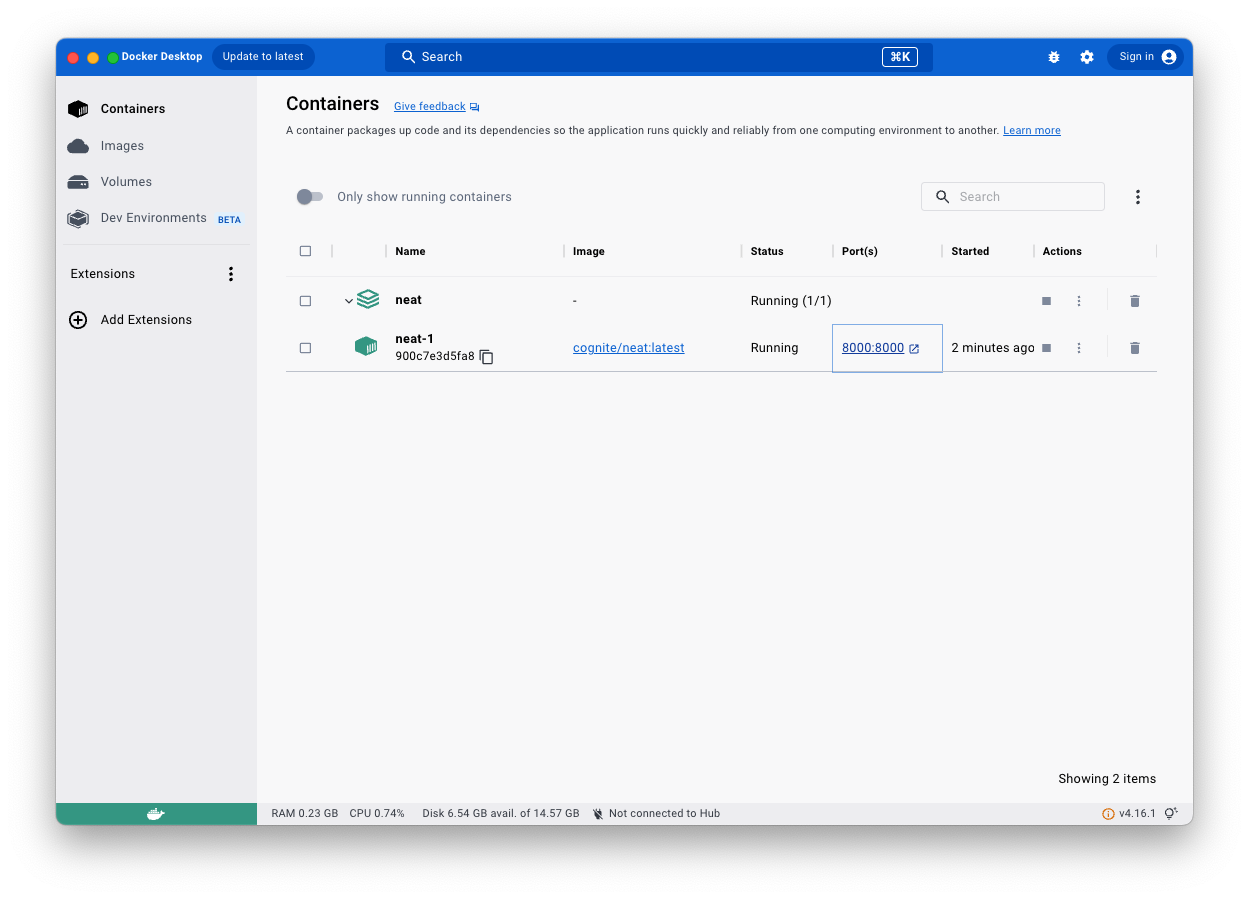 Docker Desktop Update to latest Search ⌘K Sign in
Containers
Images
Volumes
Dev Environments BETA
Extensions
Add Extensions
Containers Give feedback
A container packages up code and its dependencies so the application runs quickly and reliably from one computing environment to another. Learn more
Only show running containers Search
Name Image Status Port(s) Started Actions
neat - Running (1/1)
neat-1
900c7e3d5fa8 cognite/neat:latest Running 8000:8000 2 minutes ago
Showing 2 items
RAM 0.23 GB CPU 0.74% Disk 6.54 GB avail. of 14.57 GB Not connected to Hub v4.16.1